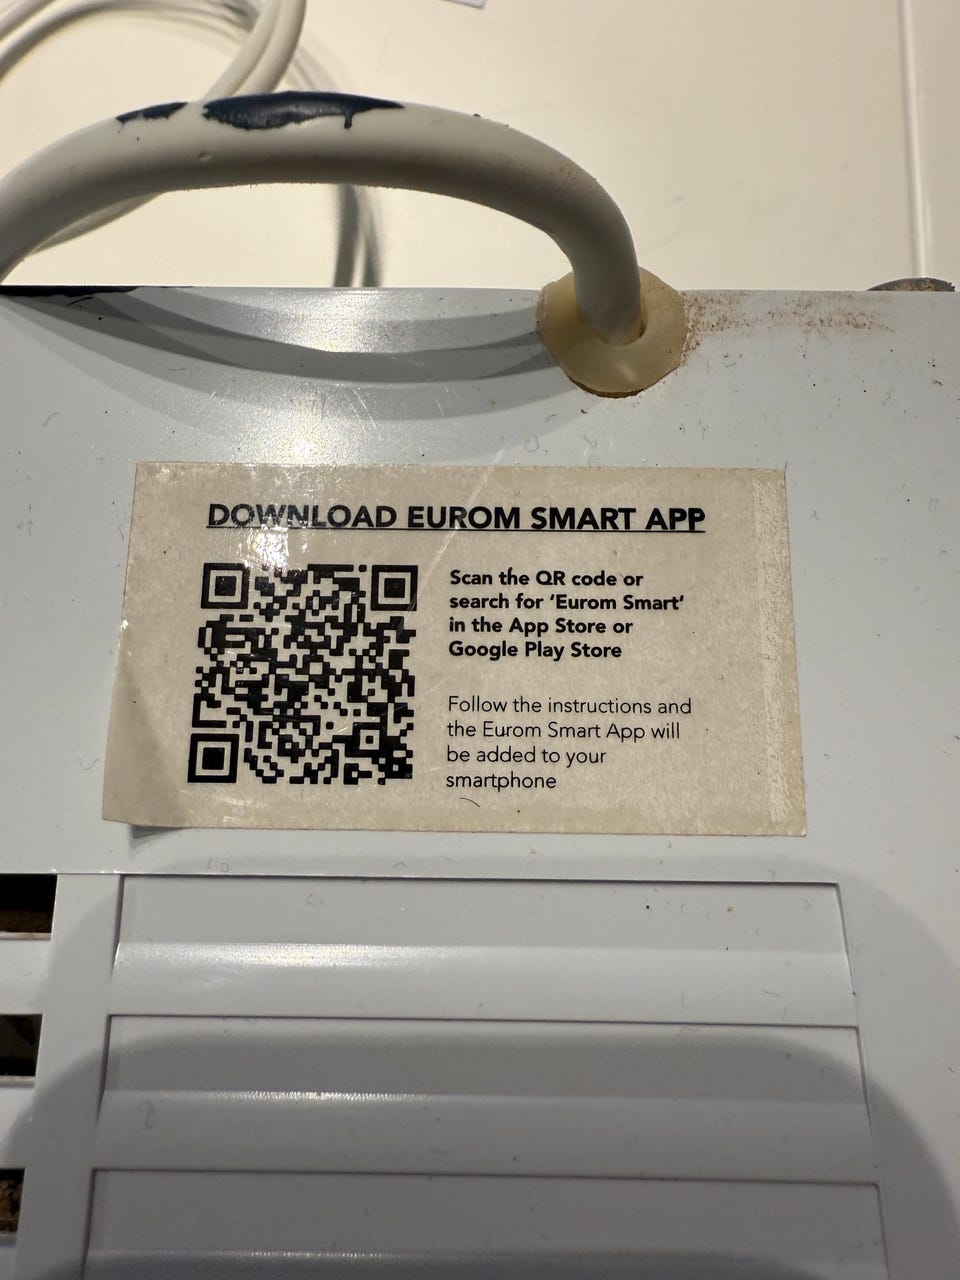 DOWNLOAD EUROM SMART APP
Scan the QR code or
search for ‘Eurom Smart‘
in the App Store or
Google Play Store
Follow the instructions and
the Eurom Smart App will
be added to your
smartphone